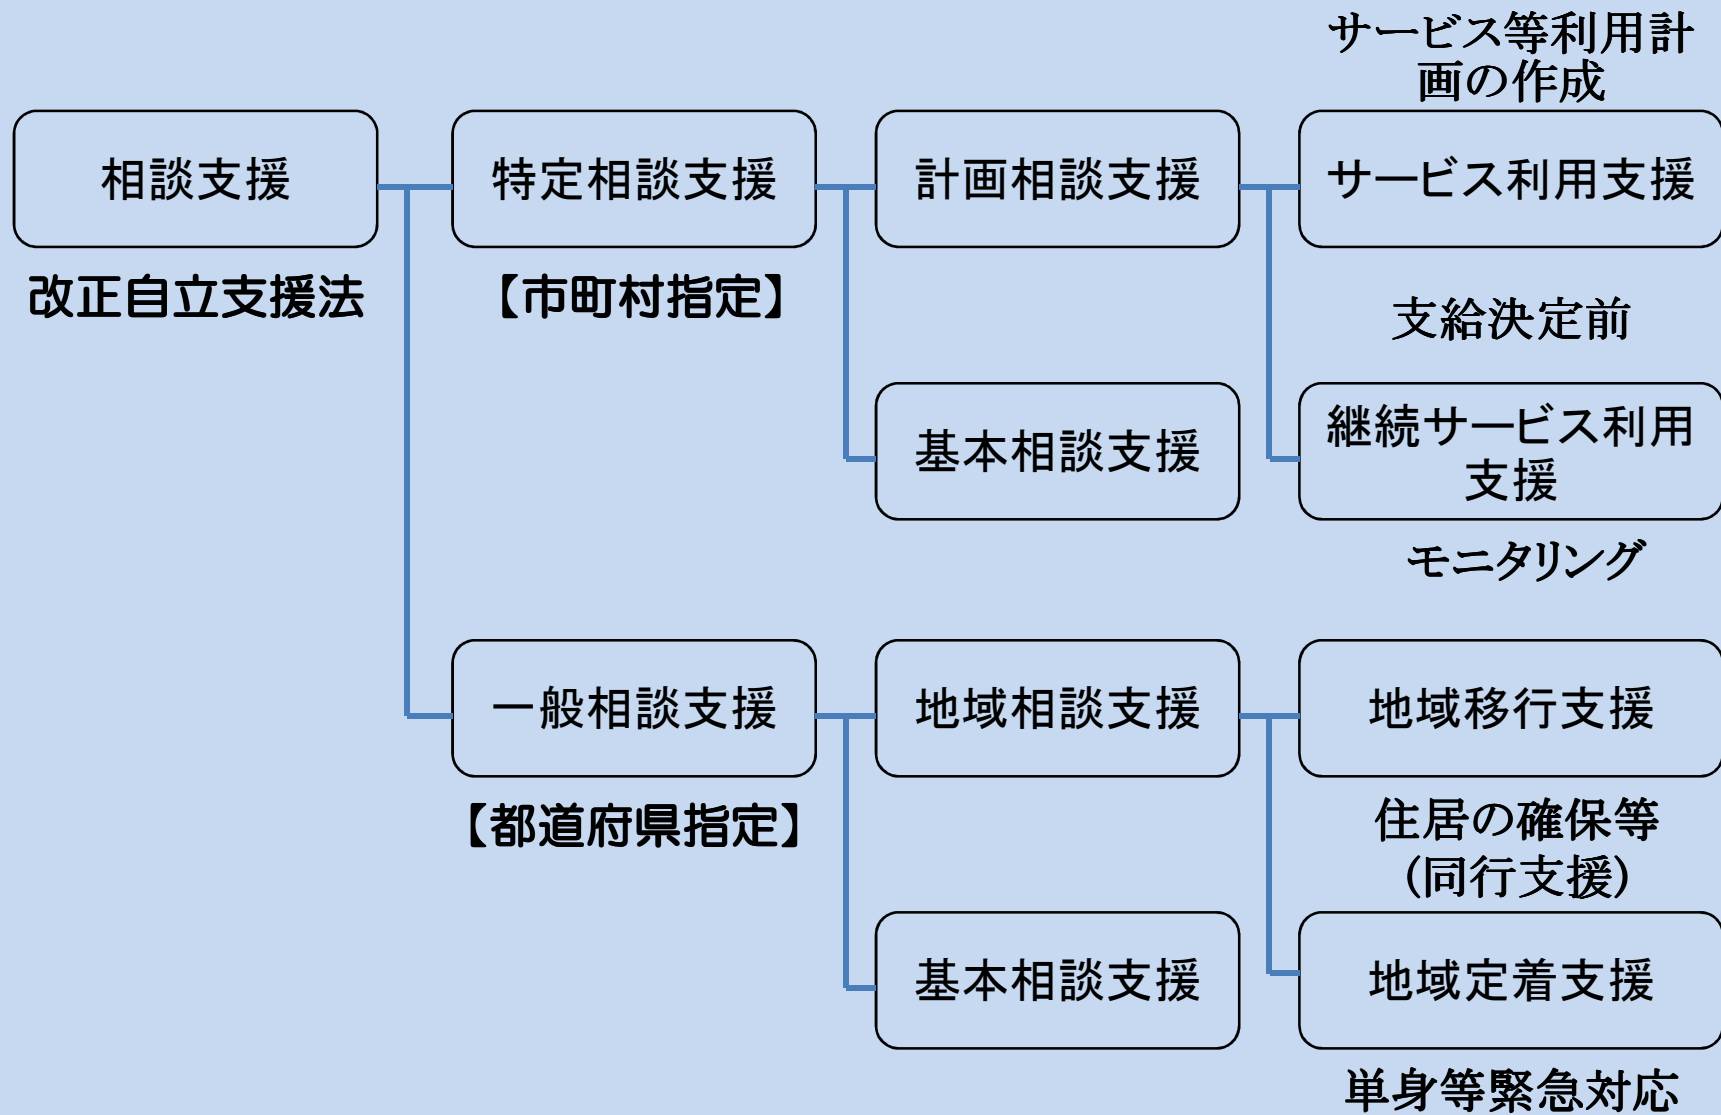 サービス等利用計
画の作成
相談支援
特定相談支援
計画相談支援
サービス利用支援
改正自立支援法
【市町村指定】
支給決定前
基本相談支援
継続サービス利用
支援
モニタリング
一般相談支援
地域相談支援
地域移行支援
【都道府県指定】
住居の確保等
(同行支援)
基本相談支援
地域定着支援
単身等緊急対応